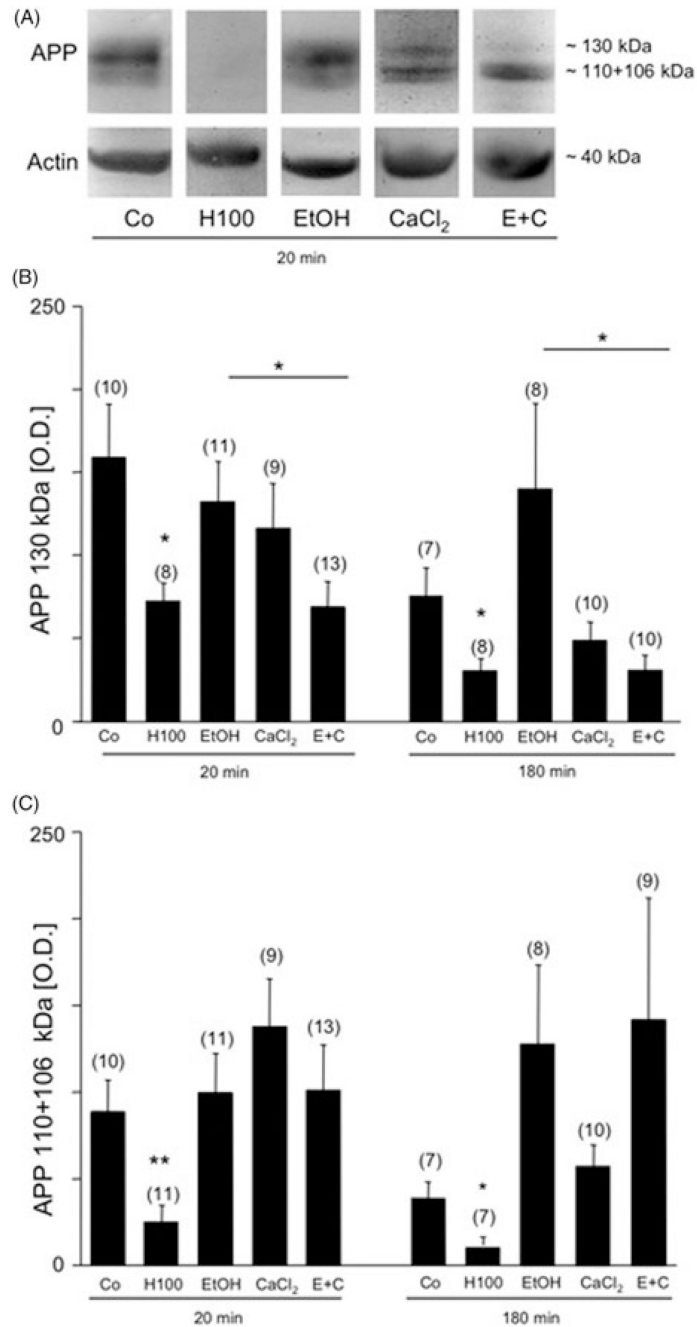 (A)
APP
~ 130 kDa
~ 110+106 kDa
Actin
~ 40 kDa
Co H100 EtOH CaCl₂ E+C
20 min
(B)
APP 130 kDa [O.D.]
250
0
(10)
*
(8)
(11)
(9)
(13)
*
(7)
*
(8)
(8)
(10)
(10)
*
Co H100 EtOH CaCl₂ E+C Co H100 EtOH CaCl₂ E+C
20 min 180 min
(C)
APP 110+106 kDa [O.D.]
250
0
(10)
**
(11)
(11)
(9)
(13)
(7)
*
(7)
(8)
(10)
(9)
Co H100 EtOH CaCl₂ E+C Co H100 EtOH CaCl₂ E+C
20 min 180 min